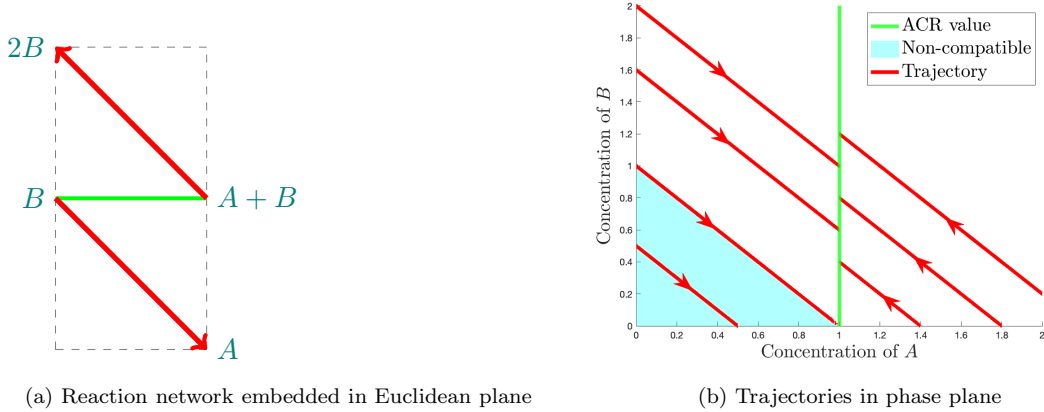 2B
B
A + B
A
(a) Reaction network embedded in Euclidean plane
ACR value
Non-compatible
Trajectory
Concentration of B
2
1.8
1.6
1.4
1.2
1
0.8
0.6
0.4
0.2
0
0 0.2 0.4 0.6 0.8 1 1.2 1.4 1.6 1.8 2
Concentration of A
(b) Trajectories in phase plane